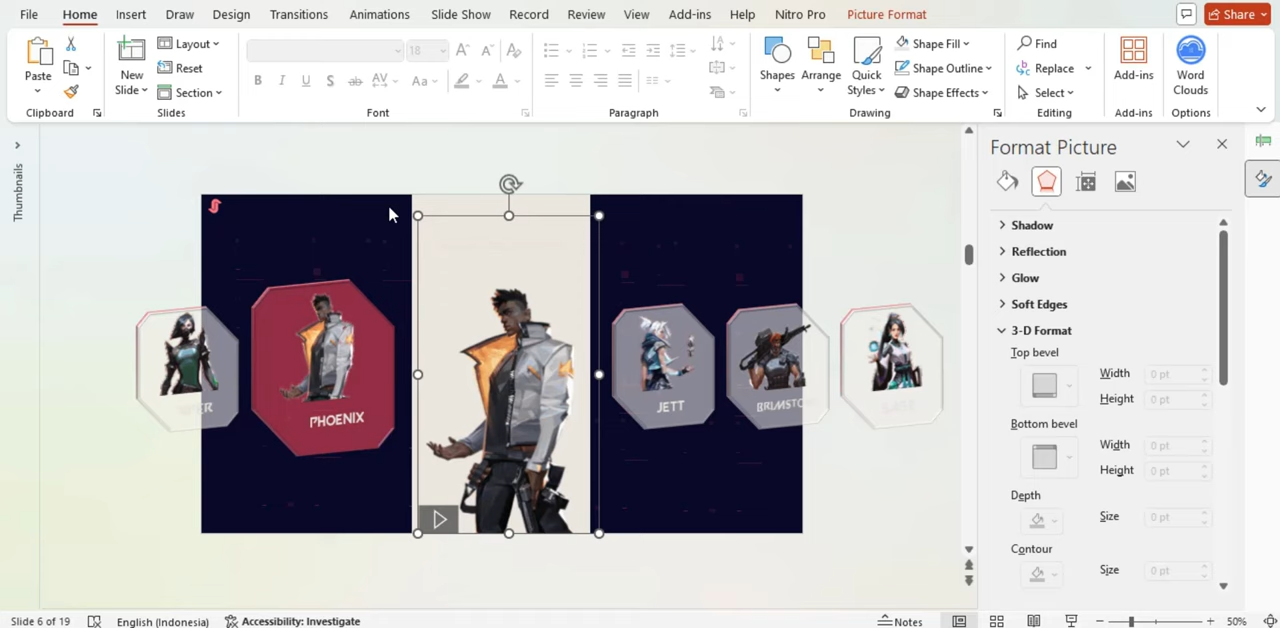 File Home Insert Draw Design Transitions Animations Slide Show Record Review View Add-ins Help Nitro Pro Picture Format Share
Paste
Clipboard
New
Slide
Layout
Reset
Section
Slides
18
A A A
B I U S ab AV Aa A
Font
Paragraph
Shapes
Arrange
Quick
Styles
Shape Fill
Shape Outline
Shape Effects
Drawing
Find
Replace
Select
Editing
Add-ins
Add-ins
Word
Clouds
Options
Thumbnails
PHOENIX
JETT
BRIMSTO
Format Picture
Shadow
Reflection
Glow
Soft Edges
3-D Format
Top bevel
Width 0 pt
Height 0 pt
Bottom bevel
Width 0 pt
Height 0 pt
Depth
Size 0 pt
Contour
Size 0 pt
Slide 6 of 19 English (Indonesia) Accessibility: Investigate Notes 50%